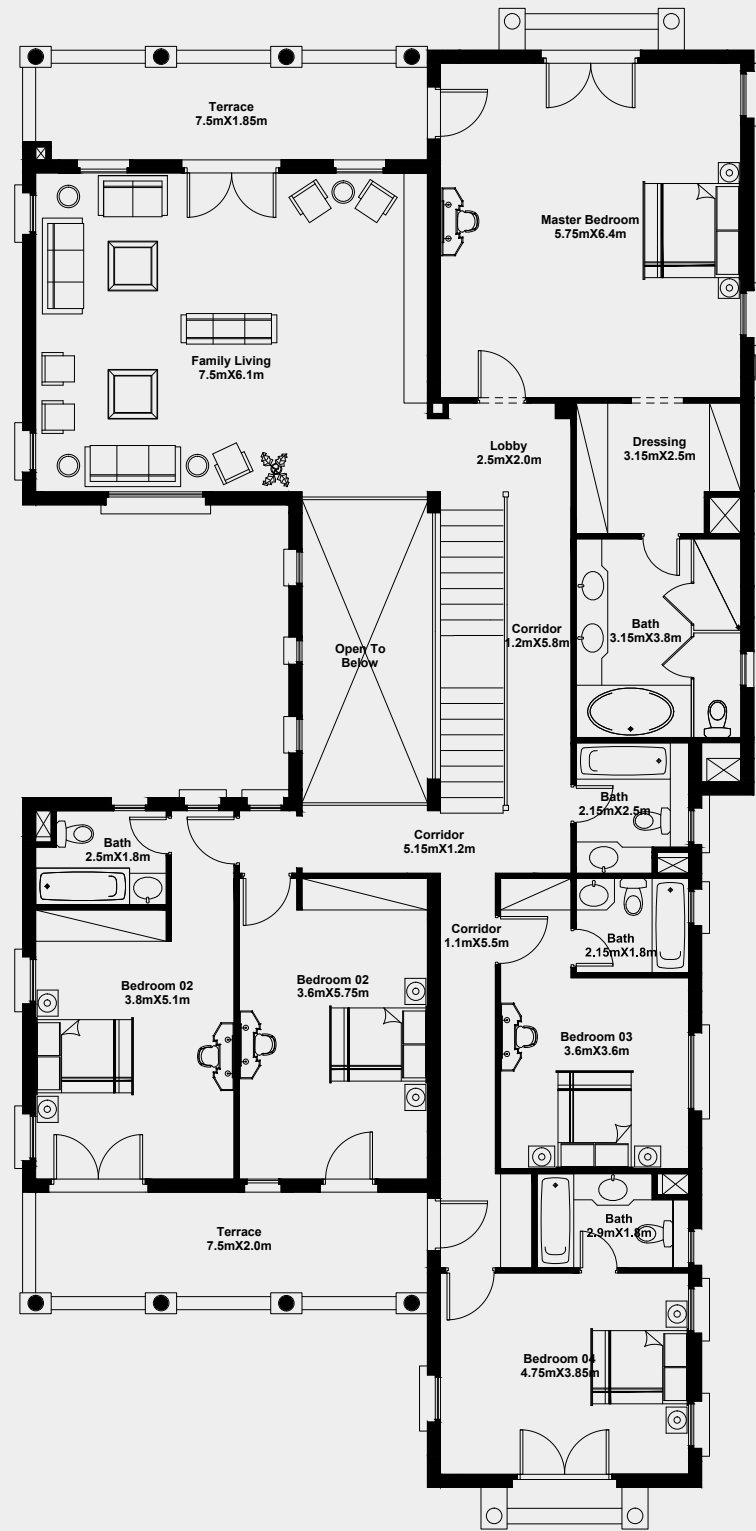 Terrace
7.5mX1.85m
Master Bedroom
5.75mX6.4m
Family Living
7.5mX6.1m
Lobby
2.5mX2.0m
Dressing
3.15mX2.5m
Corridor
1.2mX5.8m
Bath
3.15mX3.8m
Open To
Below
Bath
2.15mX2.5m
Corridor
5.15mX1.2m
Bath
2.5mX1.8m
Corridor
1.1mX5.5m
Bath
2.15mX1.8m
Bedroom 02
3.8mX5.1m
Bedroom 02
3.6mX5.75m
Bedroom 03
3.6mX3.6m
Terrace
7.5mX2.0m
Bath
2.9mX1.8m
Bedroom 04
4.75mX3.85m